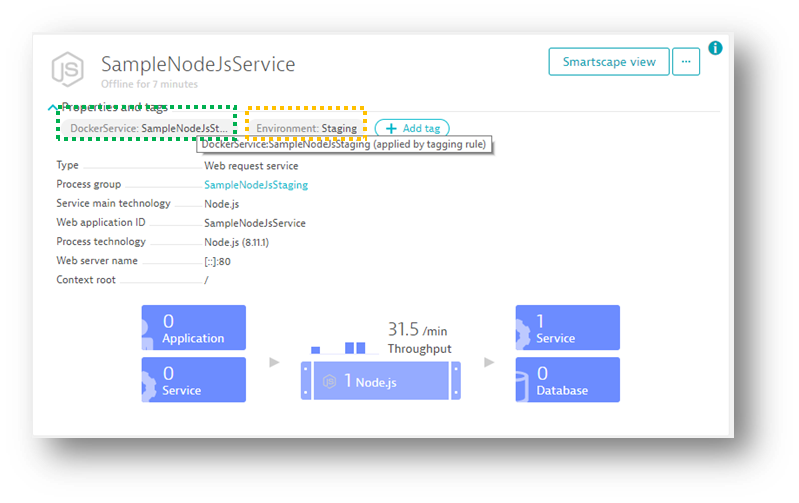 SampleNodeJsService
Offline for 7 minutes
Smartscape view
...
i
JS
Properties and tags
DockerService: SampleNodeJsSt...
Environment: Staging
+ Add tag
DockerService:SampleNodeJsStaging (applied by tagging rule)
Type Web request service
Process group SampleNodeJsStaging
Service main technology Node.js
Web application ID SampleNodeJsService
Process technology Node.js (8.11.1)
Web server name [::]:80
Context root /
0 Application
0 Service
31.5 /min
Throughput
JS 1 Node.js
1 Service
0 Database